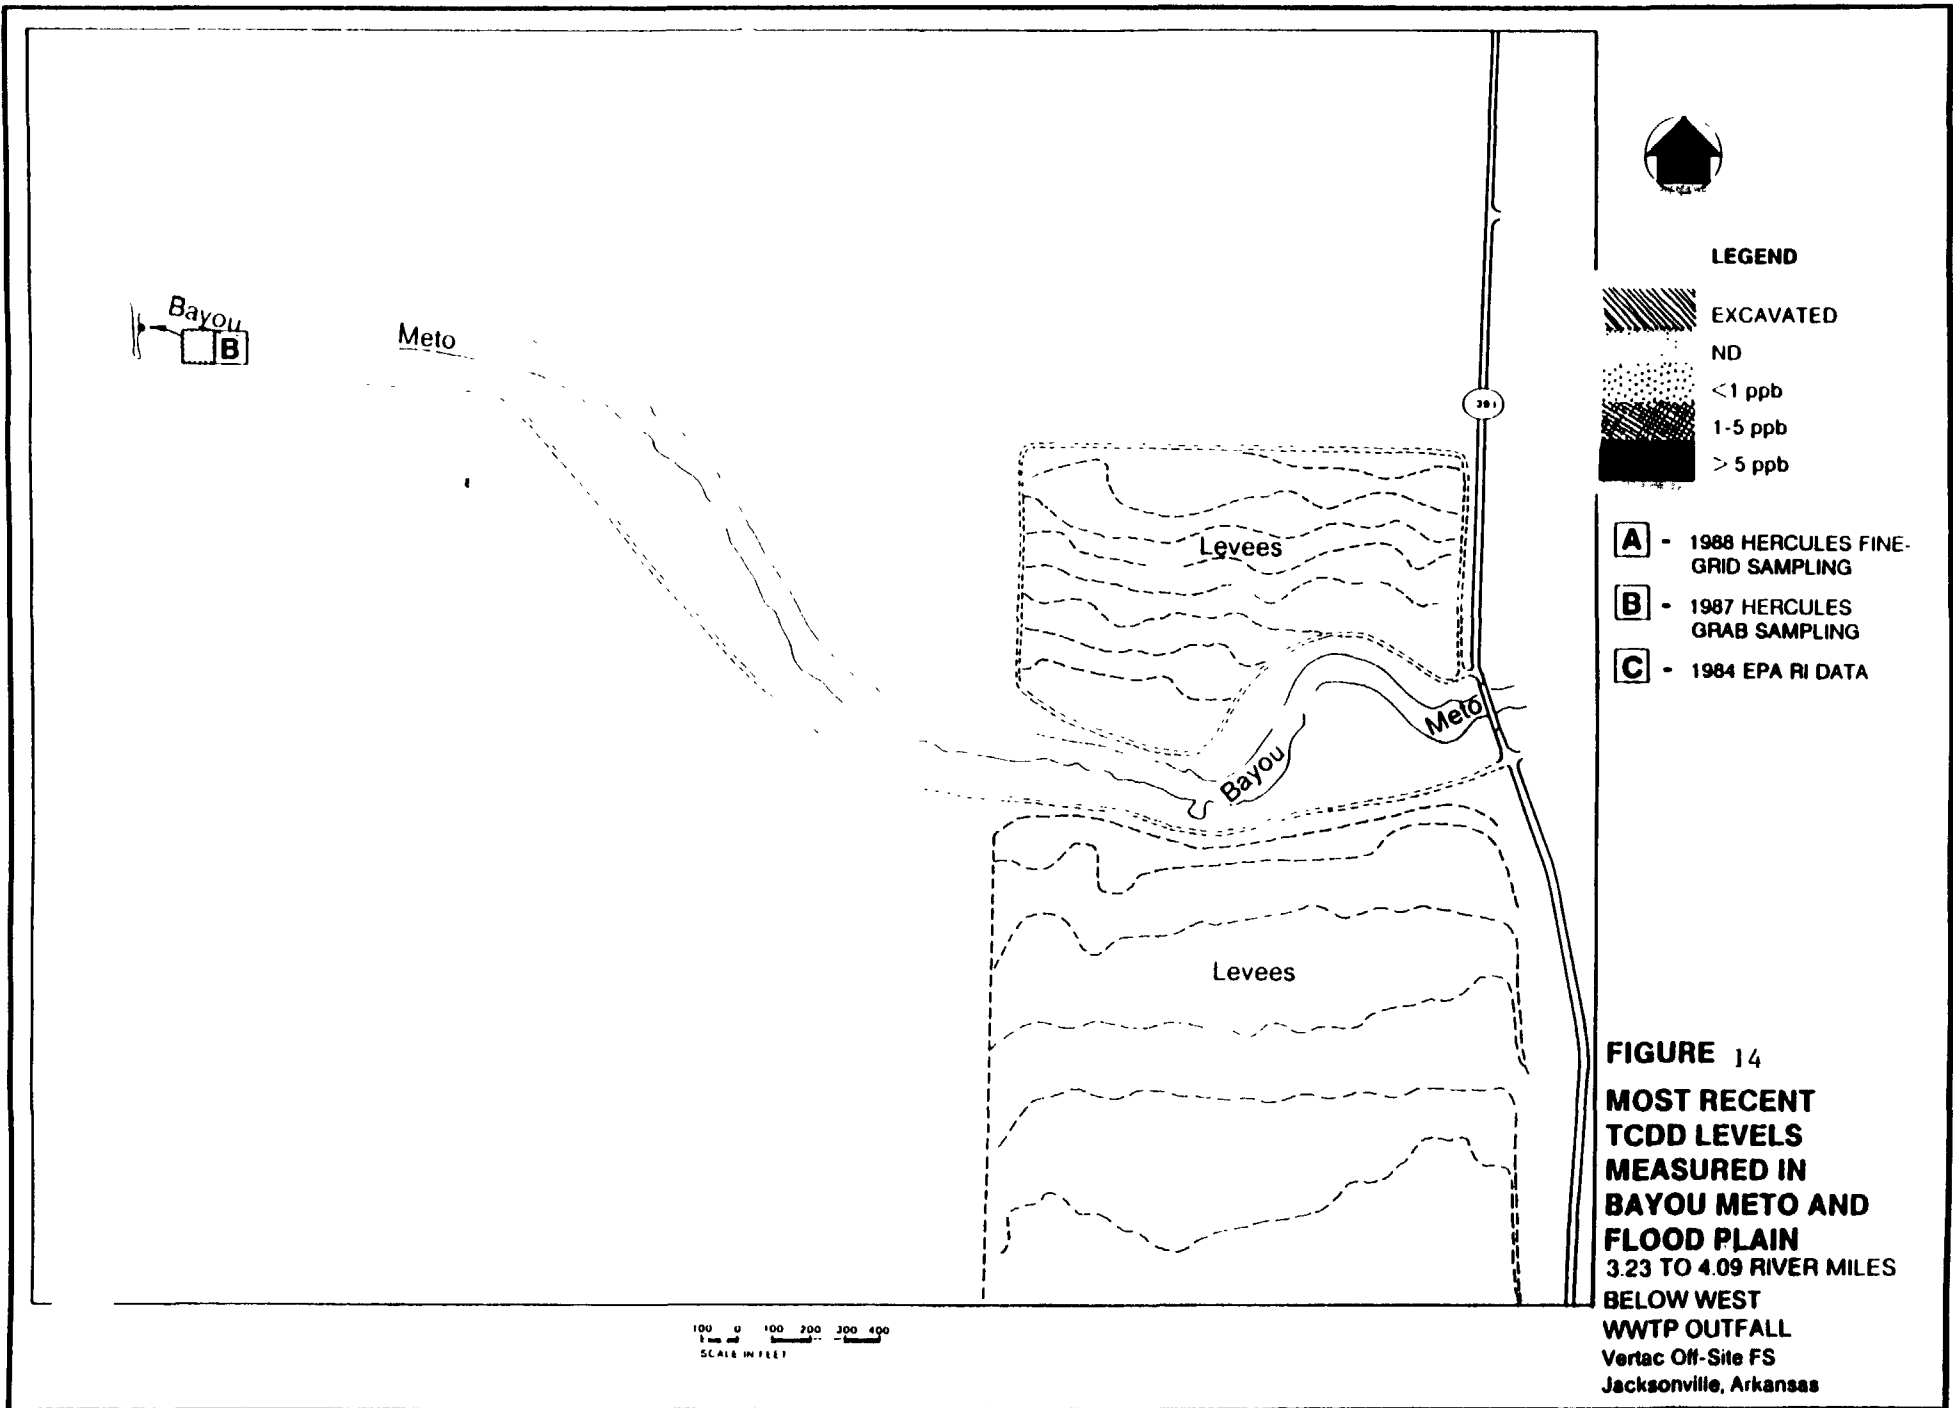 Bayou
B
Meto
Levees
Meto
Bayou
Levees
LEGEND
EXCAVATED
ND
<1 ppb
1-5 ppb
> 5 ppb
A - 1988 HERCULES FINE-
GRID SAMPLING
B - 1987 HERCULES
GRAB SAMPLING
C - 1984 EPA RI DATA
FIGURE 14
MOST RECENT
TCDD LEVELS
MEASURED IN
BAYOU METO AND
FLOOD PLAIN
3.23 TO 4.09 RIVER MILES
BELOW WEST
WWTP OUTFALL
Vertac Off-Site FS
Jacksonville, Arkansas
100 0 100 200 300 400
SCALE IN FEET